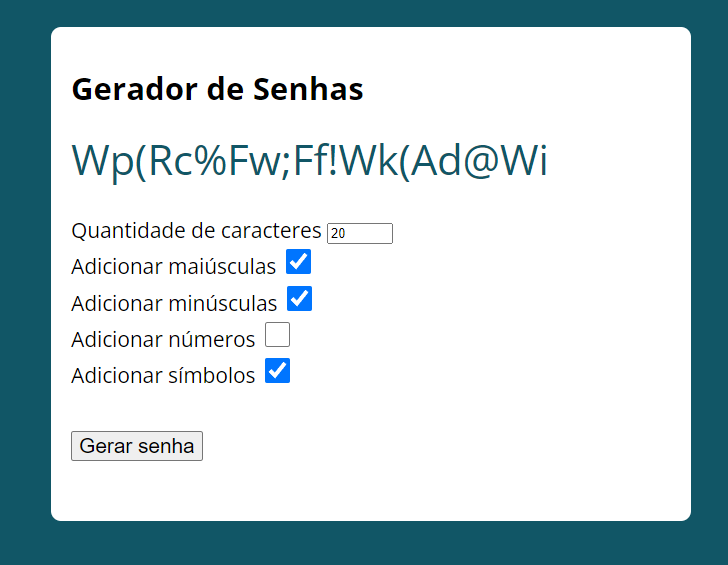 Gerador de Senhas
Wp(Rc%Fw;Ff!Wk(Ad@Wi
Quantidade de caracteres 20
Adicionar maiúsculas
Adicionar minúsculas
Adicionar números
Adicionar símbolos
Gerar senha